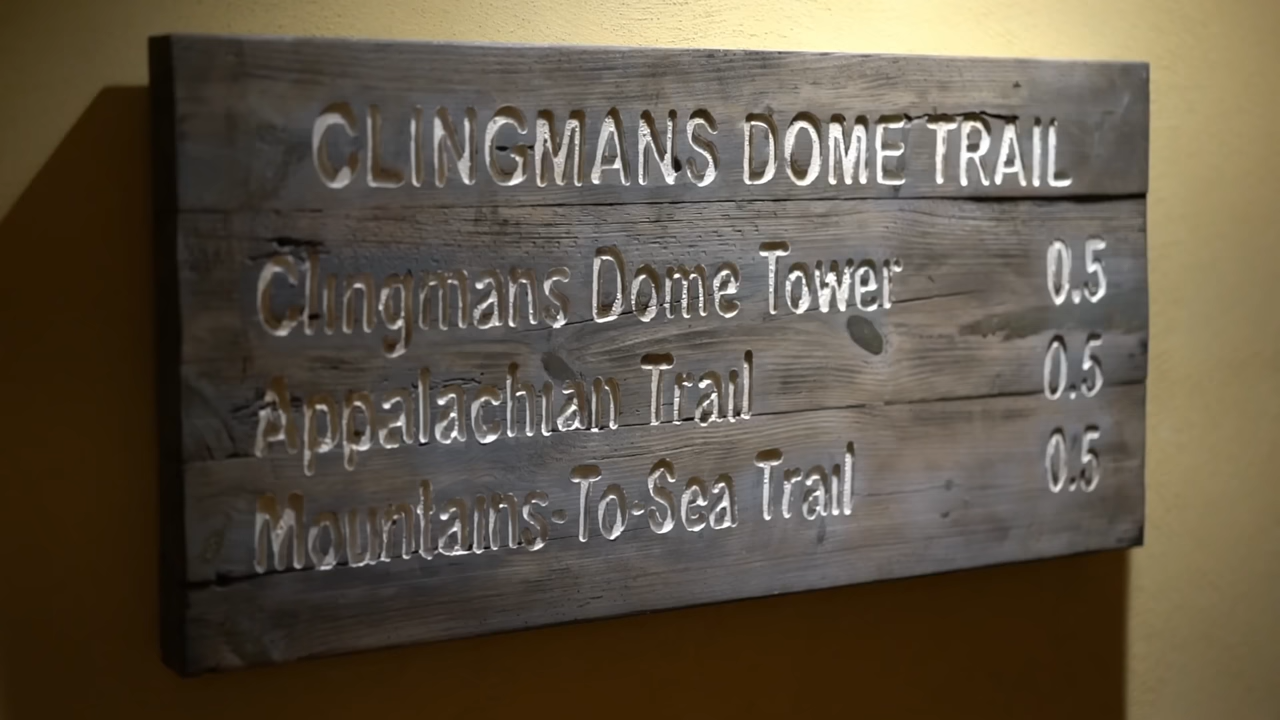 CLINGMANS DOME TRAIL
Clingmans Dome Tower 0.5
Appalachian Trail 0.5
Mountains-To-Sea Trail 0.5